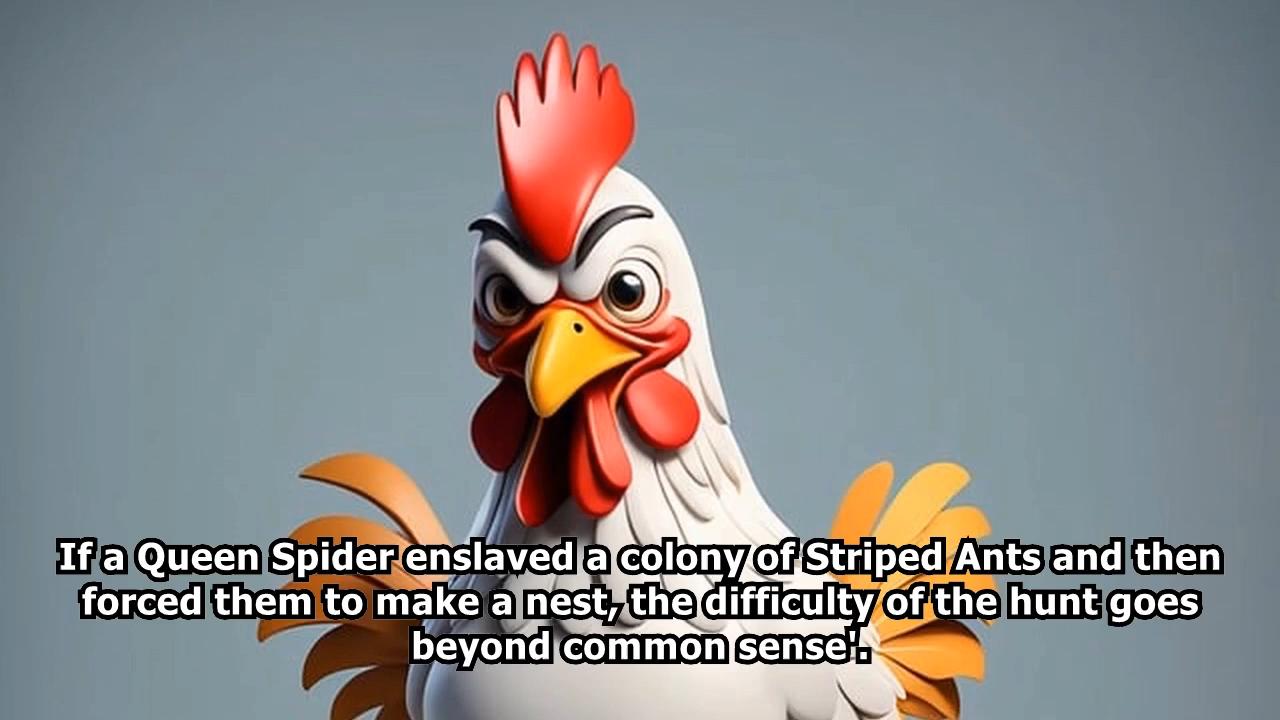 If a Queen Spider enslaved a colony of Striped Ants and then
forced them to make a nest, the difficulty of the hunt goes
beyond common sense'.